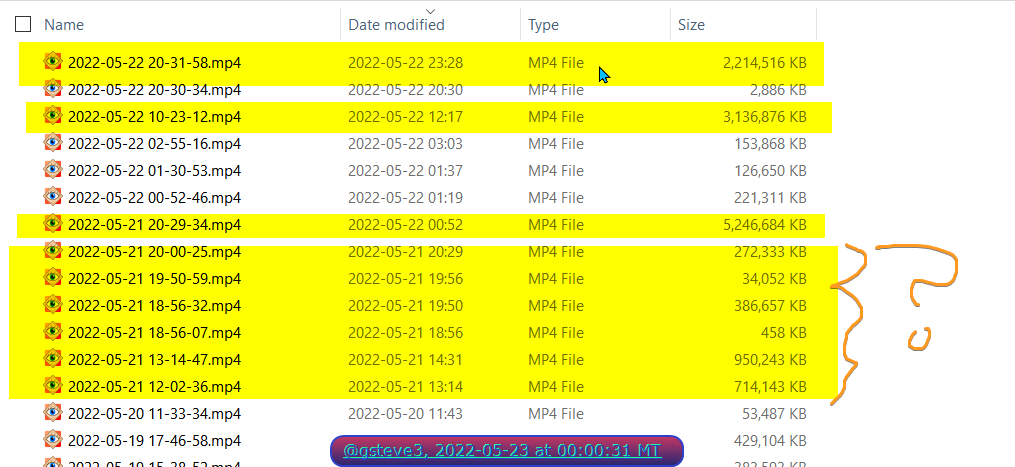 Name Date modified Type Size
2022-05-22 20-31-58.mp4 2022-05-22 23:28 MP4 File 2,214,516 KB
2022-05-22 20-30-34.mp4 2022-05-22 20:30 MP4 File 2,886 KB
2022-05-22 10-23-12.mp4 2022-05-22 12:17 MP4 File 3,136,876 KB
2022-05-22 02-55-16.mp4 2022-05-22 03:03 MP4 File 153,868 KB
2022-05-22 01-30-53.mp4 2022-05-22 01:37 MP4 File 126,650 KB
2022-05-22 00-52-46.mp4 2022-05-22 01:19 MP4 File 221,311 KB
2022-05-21 20-29-34.mp4 2022-05-22 00:52 MP4 File 5,246,684 KB
2022-05-21 20-00-25.mp4 2022-05-21 20:29 MP4 File 272,333 KB
2022-05-21 19-50-59.mp4 2022-05-21 19:56 MP4 File 34,052 KB
2022-05-21 18-56-32.mp4 2022-05-21 19:50 MP4 File 386,657 KB
2022-05-21 18-56-07.mp4 2022-05-21 18:56 MP4 File 458 KB
2022-05-21 13-14-47.mp4 2022-05-21 14:31 MP4 File 950,243 KB
2022-05-21 12-02-36.mp4 2022-05-21 13:14 MP4 File 714,143 KB
?
2022-05-20 11-33-34.mp4 2022-05-20 11:43 MP4 File 53,487 KB
2022-05-19 17-46-58.mp4 429,104 KB
@gsteve3, 2022-05-23 at 00:00:31 MT